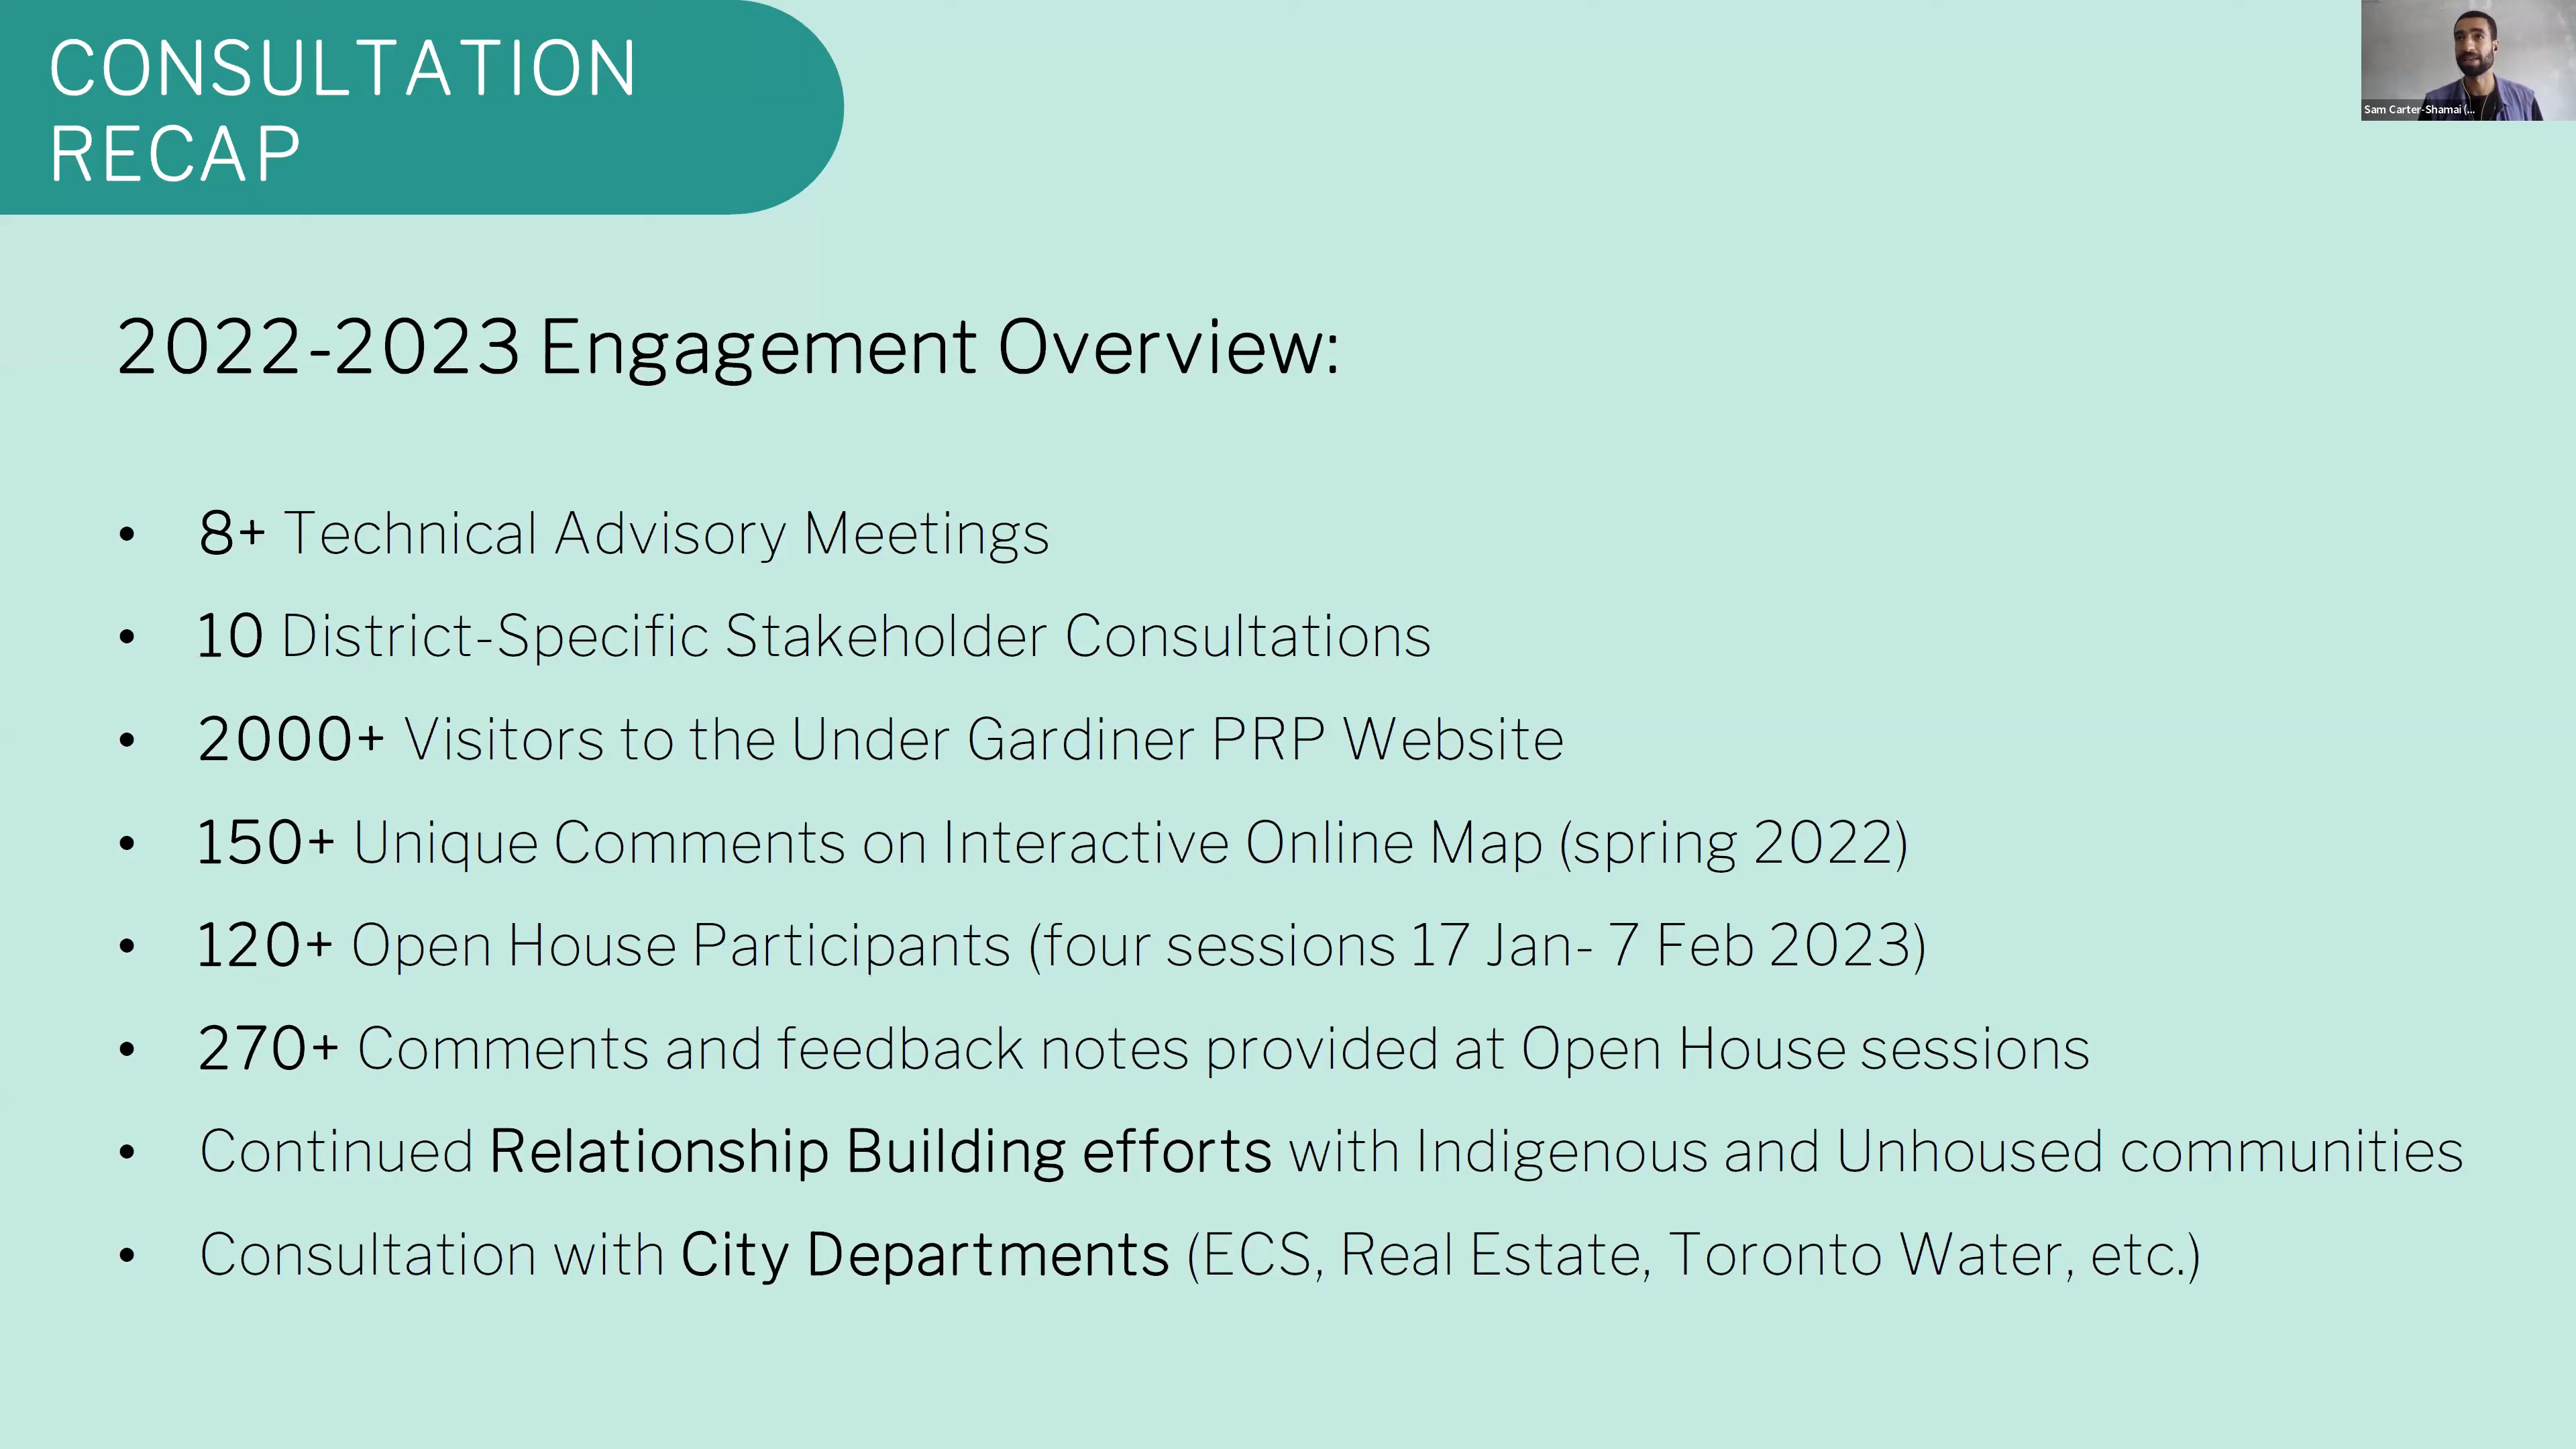 CONSULTATION
RECAP
Sam Carter-Shamai (...
2022-2023 Engagement Overview:
• 8+ Technical Advisory Meetings
• 10 District-Specific Stakeholder Consultations
• 2000+ Visitors to the Under Gardiner PRP Website
• 150+ Unique Comments on Interactive Online Map (spring 2022)
• 120+ Open House Participants (four sessions 17 Jan- 7 Feb 2023)
• 270+ Comments and feedback notes provided at Open House sessions
• Continued Relationship Building efforts with Indigenous and Unhoused communities
• Consultation with City Departments (ECS, Real Estate, Toronto Water, etc.)